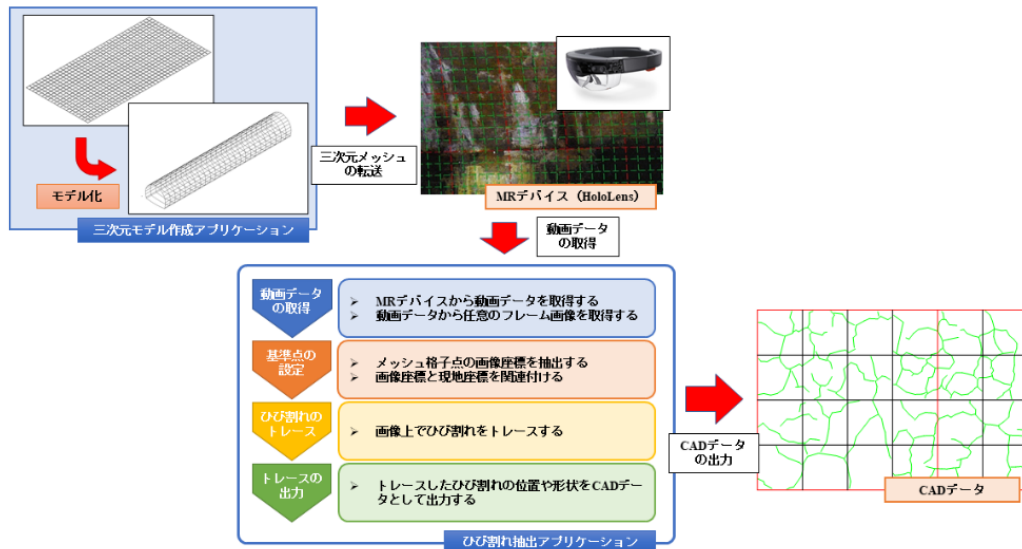 モデル化
三次元モデル作成アプリケーション
三次元メッシュ
の転送
MRデバイス（HoloLens）
動画データ
の取得
動画データ
の取得
➢ MRデバイスから動画データを取得する
➢ 動画データから任意のフレーム画像を取得する
基準点の
設定
➢ メッシュ格子点の画像座標を抽出する
➢ 画像座標と現地座標を関連付ける
ひび割れの
トレース
➢ 画像上でひび割れをトレースする
トレースの
出力
➢ トレースしたひび割れの位置や形状をCADデー
タとして出力する
ひび割れ抽出アプリケーション
CADデータ
の出力
CADデータ